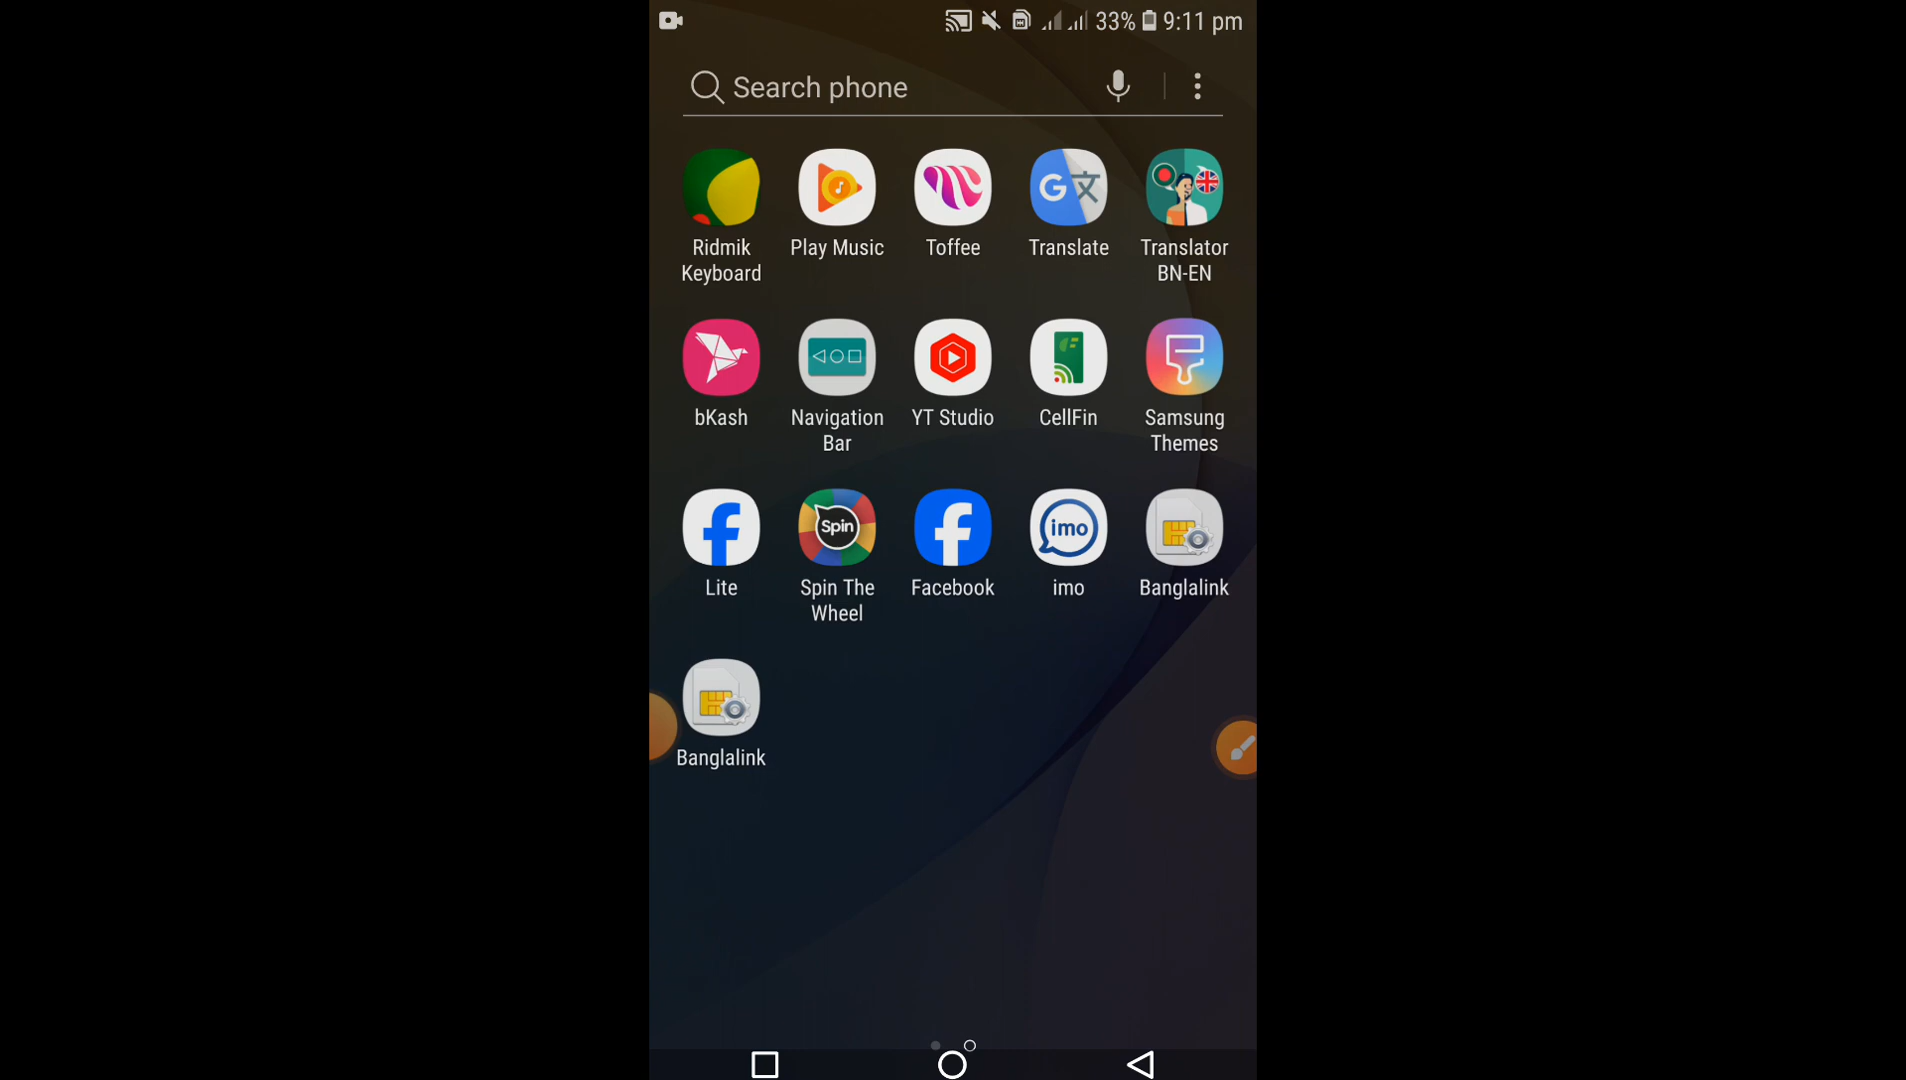 33% 9:11 pm
Search phone
Ridmik Keyboard
Play Music
Toffee
G 文
Translate
Translator BN-EN
bKash
Navigation Bar
YT Studio
CellFin
Samsung Themes
Lite
Spin
Spin The Wheel
Facebook
imo
imo
Banglalink
Banglalink